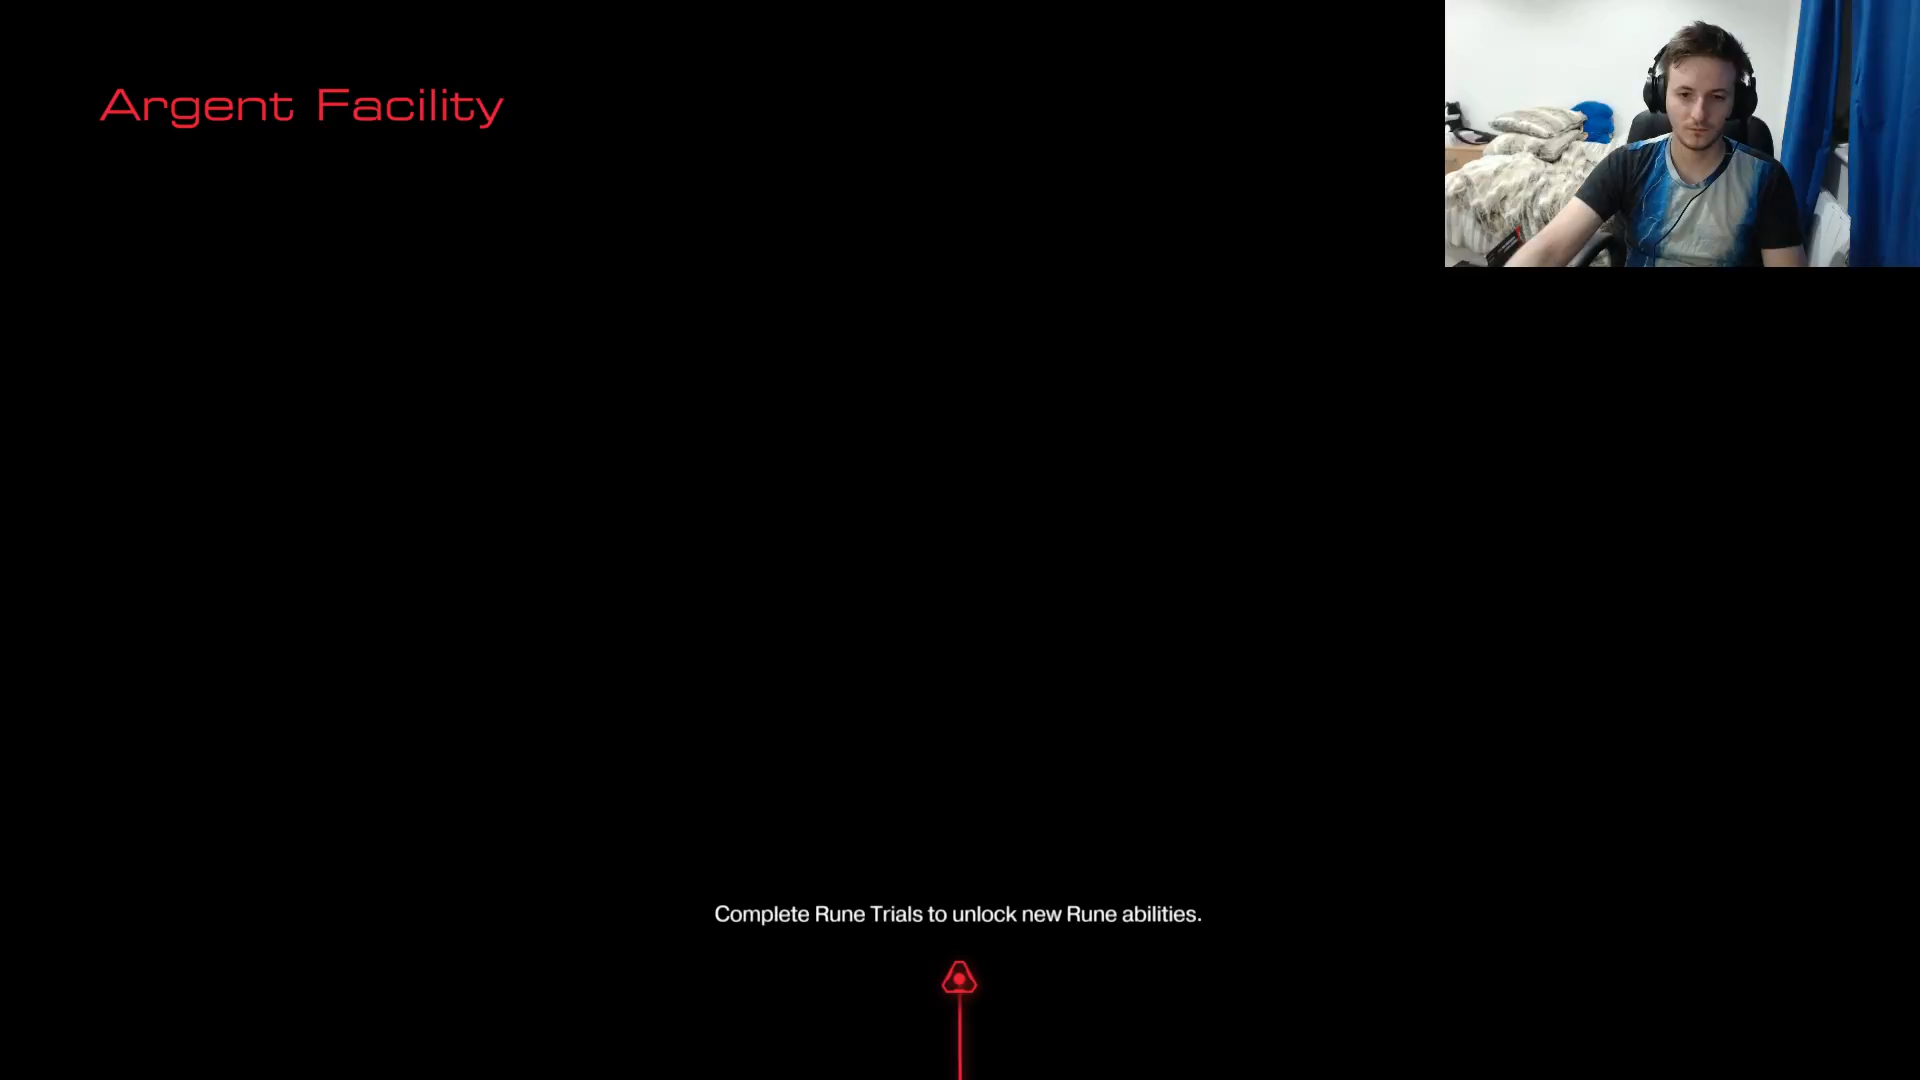 Argent Facility
Complete Rune Trials to unlock new Rune abilities.